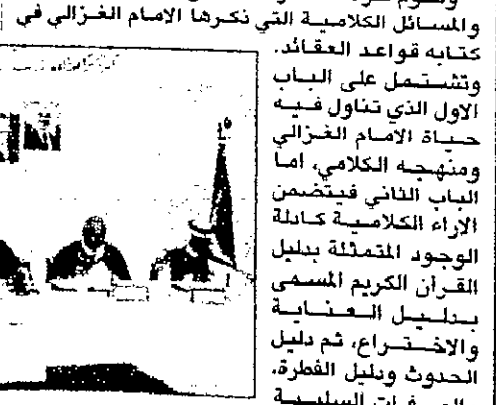 والمسائل الكلامية التي ذكرها الامام الغزالي في
كتابه قواعد العقائد.
وتشتمل على الباب
الاول الذي تناول فيه
حياة الامام الغزالي
ومنهجه الكلامي، اما
الباب الثاني فيتضمن
الآراء الكلامية كادلة
الوجود المتمثلة بدليل
القرآن الكريم المسمى
بدليل العناية
والاختراع، ثم دليل
الحدوث ودليل الفطرة.
السلبية